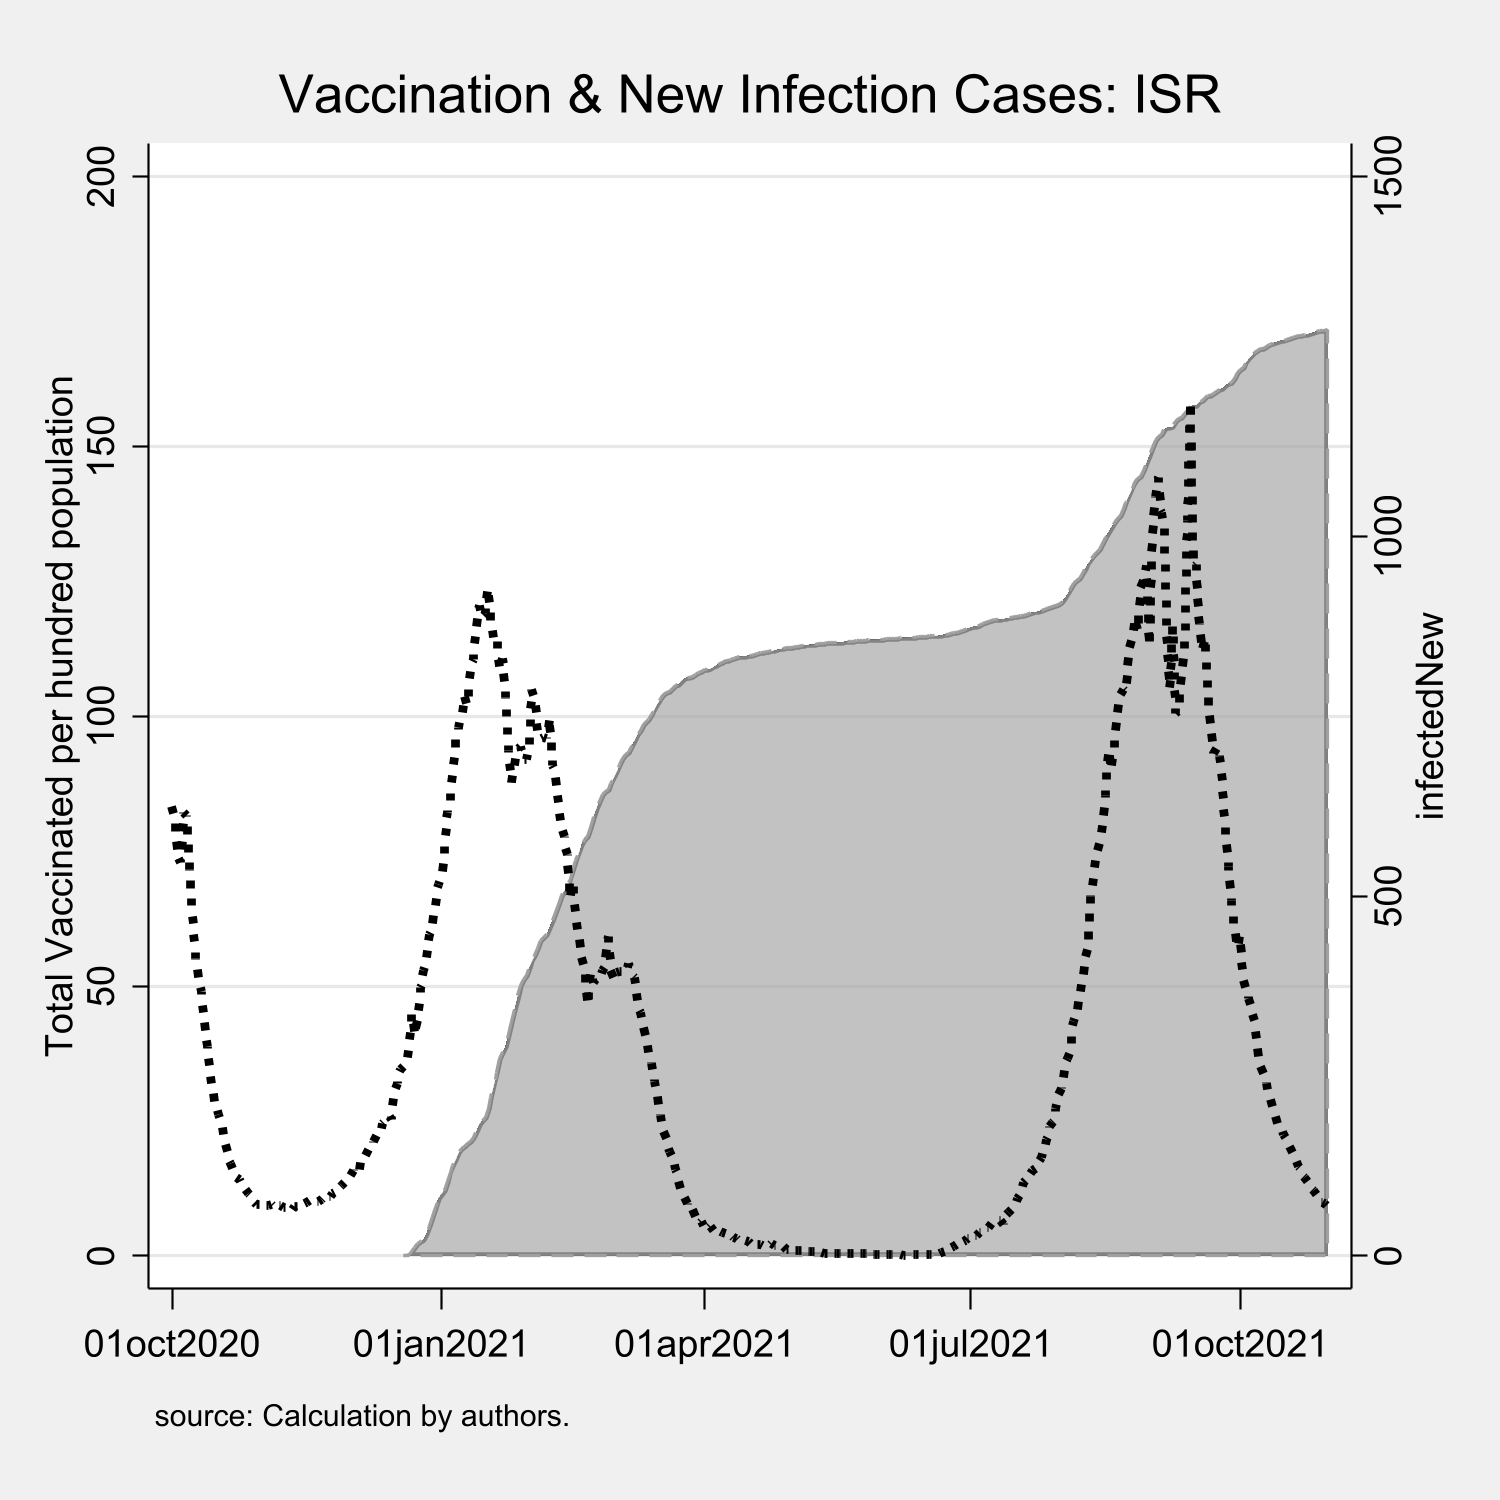 Vaccination & New Infection Cases: ISR
Total Vaccinated per hundred population
200
150
100
50
0
1500
1000
500
0
infectedNew
01oct2020
01jan2021
01apr2021
01jul2021
01oct2021
source: Calculation by authors.